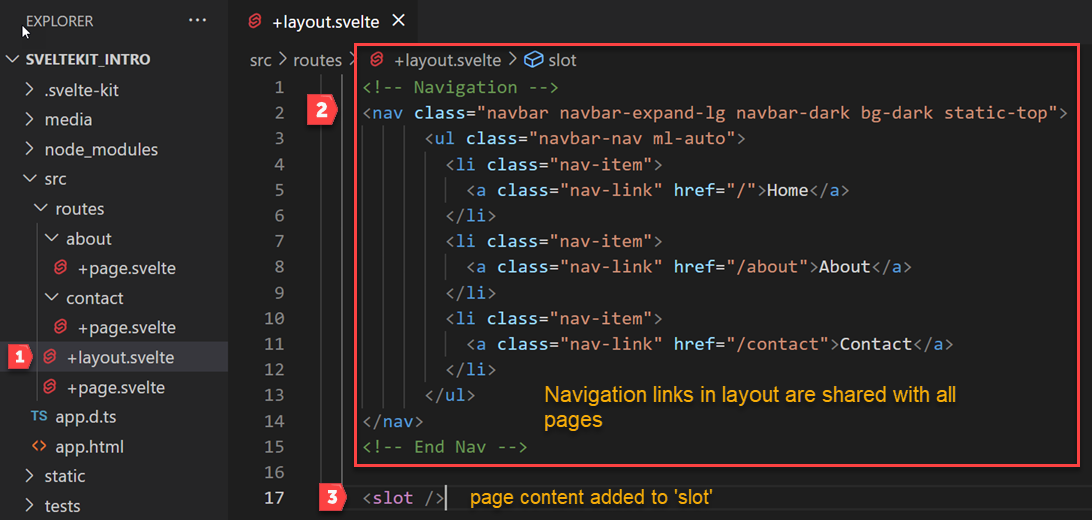 EXPLORER ...
SVELTEKIT_INTRO
.svelte-kit
media
node_modules
src
routes
about
+page.svelte
contact
+page.svelte
1 +layout.svelte
+page.svelte
TS app.d.ts
<> app.html
static
tests
+layout.svelte ×
src > routes > +layout.svelte > slot
1 <!-- Navigation -->
2 2 <nav class="navbar navbar-expand-lg navbar-dark bg-dark static-top">
3 <ul class="navbar-nav ml-auto">
4 <li class="nav-item">
5 <a class="nav-link" href="/">Home</a>
6 </li>
7 <li class="nav-item">
8 <a class="nav-link" href="/about">About</a>
9 </li>
10 <li class="nav-item">
11 <a class="nav-link" href="/contact">Contact</a>
12 </li>
13 </ul>
Navigation links in layout are shared with all
pages
14 </nav>
15 <!-- End Nav -->
16
17 3 <slot /> page content added to 'slot'